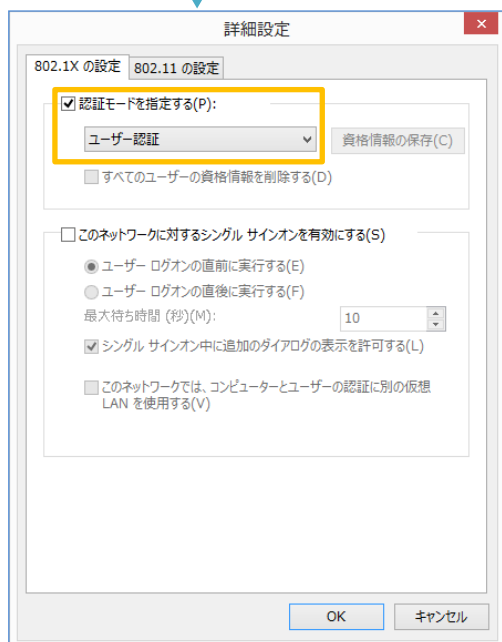 詳細設定
802.1X の設定 802.11 の設定
認証モードを指定する(P):
ユーザー認証 資格情報の保存(C)
すべてのユーザーの資格情報を削除する(D)
このネットワークに対するシングル サインオンを有効にする(S)
ユーザー ログオンの直前に実行する(E)
ユーザー ログオンの直後に実行する(F)
最大待ち時間 (秒)(M): 10
シングル サインオン中に追加のダイアログの表示を許可する(L)
このネットワークでは、コンピューターとユーザーの認証に別の仮想
LAN を使用する(V)
OK キャンセル